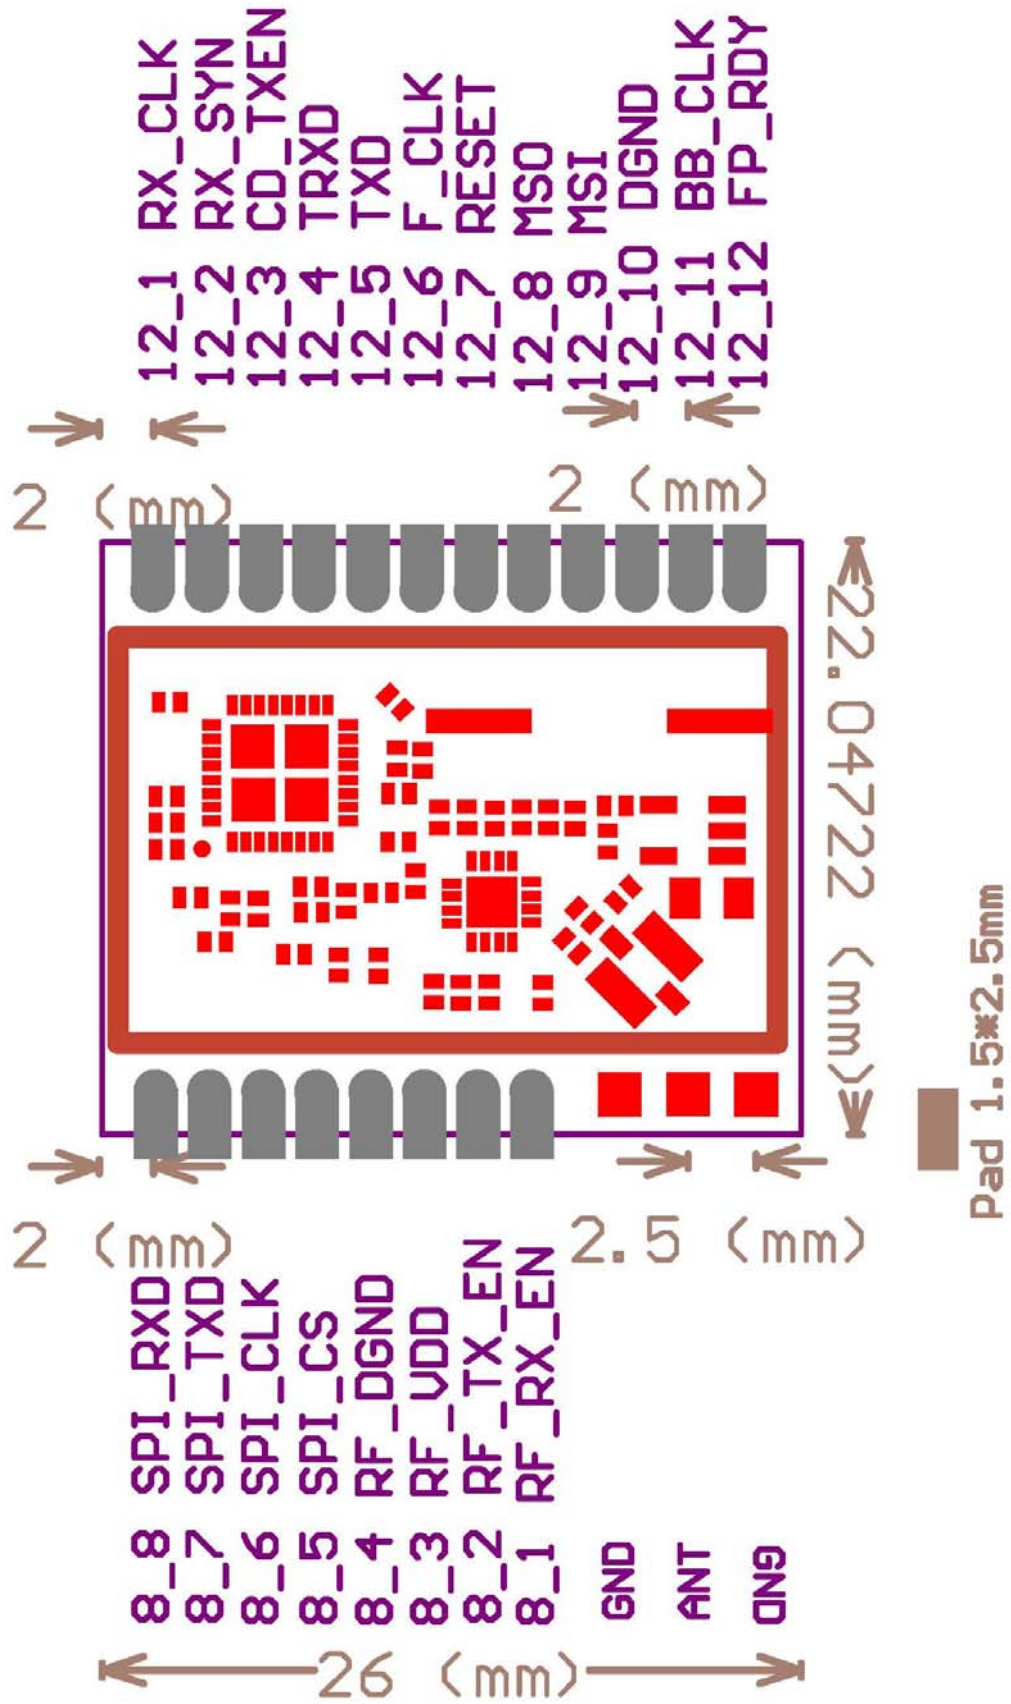 12_1 RX_CLK
12_2 RX_SYN
12_3 CD_TXEN
12_4 TRXD
12_5 TXD
12_6 F_CLK
12_7 RESET
12_8 MSO
12_9 MSI
12_10 DGND
12_11 BB_CLK
12_12 FP_RDY
2 (mm)
2 (mm)
22.04722 (mm)
Pad 1.5*2.5mm
2 (mm)
2.5 (mm)
8_8 SPI_RXD
8_7 SPI_TXD
8_6 SPI_CLK
8_5 SPI_CS
8_4 RF_DGND
8_3 RF_VDD
8_2 RF_TX_EN
8_1 RF_RX_EN
GND
ANT
GND
26 (mm)